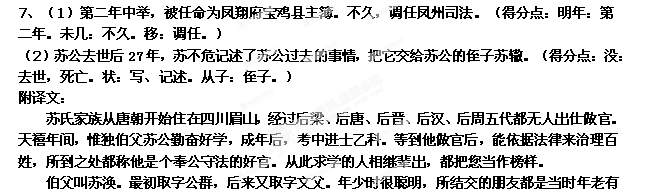 7、（1）第二年中举，被任命为凤翔府宝鸡县主簿。不久，调任凤州司法。（得分点：明年：第
二年。未几：不久。移：调任。）
（2）苏公去世后 27 年，苏不危记述了苏公过去的事情，把它交给苏公的侄子苏辙。（得分点：没：
去世，死亡。状：写、记述。从子：侄子。）
附译文：
苏氏家族从唐朝开始住在四川眉山，经过后梁、后唐、后晋、后汉、后周五代都无人出仕做官。
天禧年间，惟独伯父苏公勤奋好学，成年后，考中进士乙科。等到他做官后，能依据法律来治理百
姓，所到之处都称他是个奉公守法的好官。从此求学的人相继辈出，都把您当作榜样。
伯父叫苏涣。最初取字公群，后来又取字文父。年少时很聪明，所结交的朋友都是当时年老有